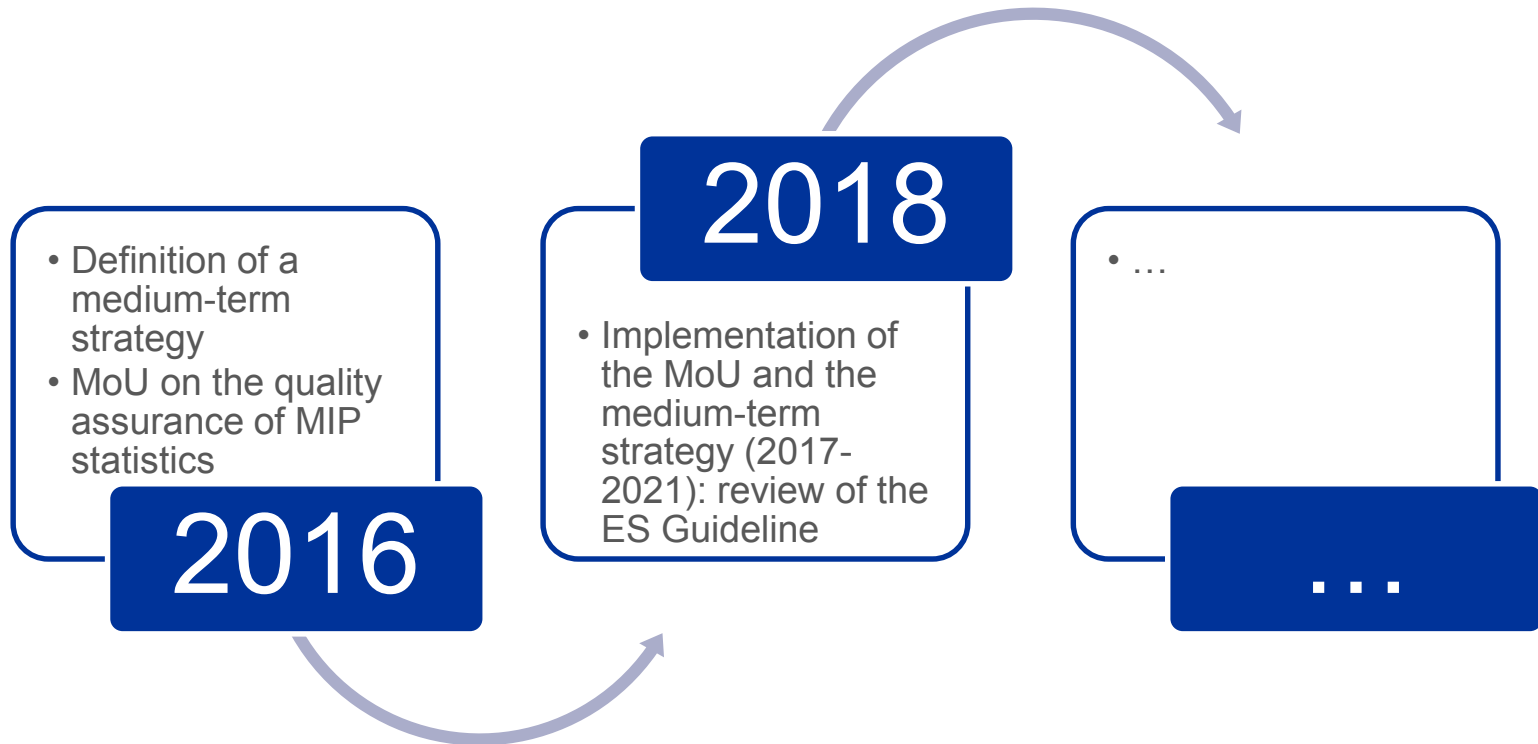 • Definition of a
medium-term
strategy
• MoU on the quality
assurance of MIP
statistics
2016
2018
• Implementation of
the MoU and the
medium-term
strategy (2017-
2021): review of the
ES Guideline
• …
…